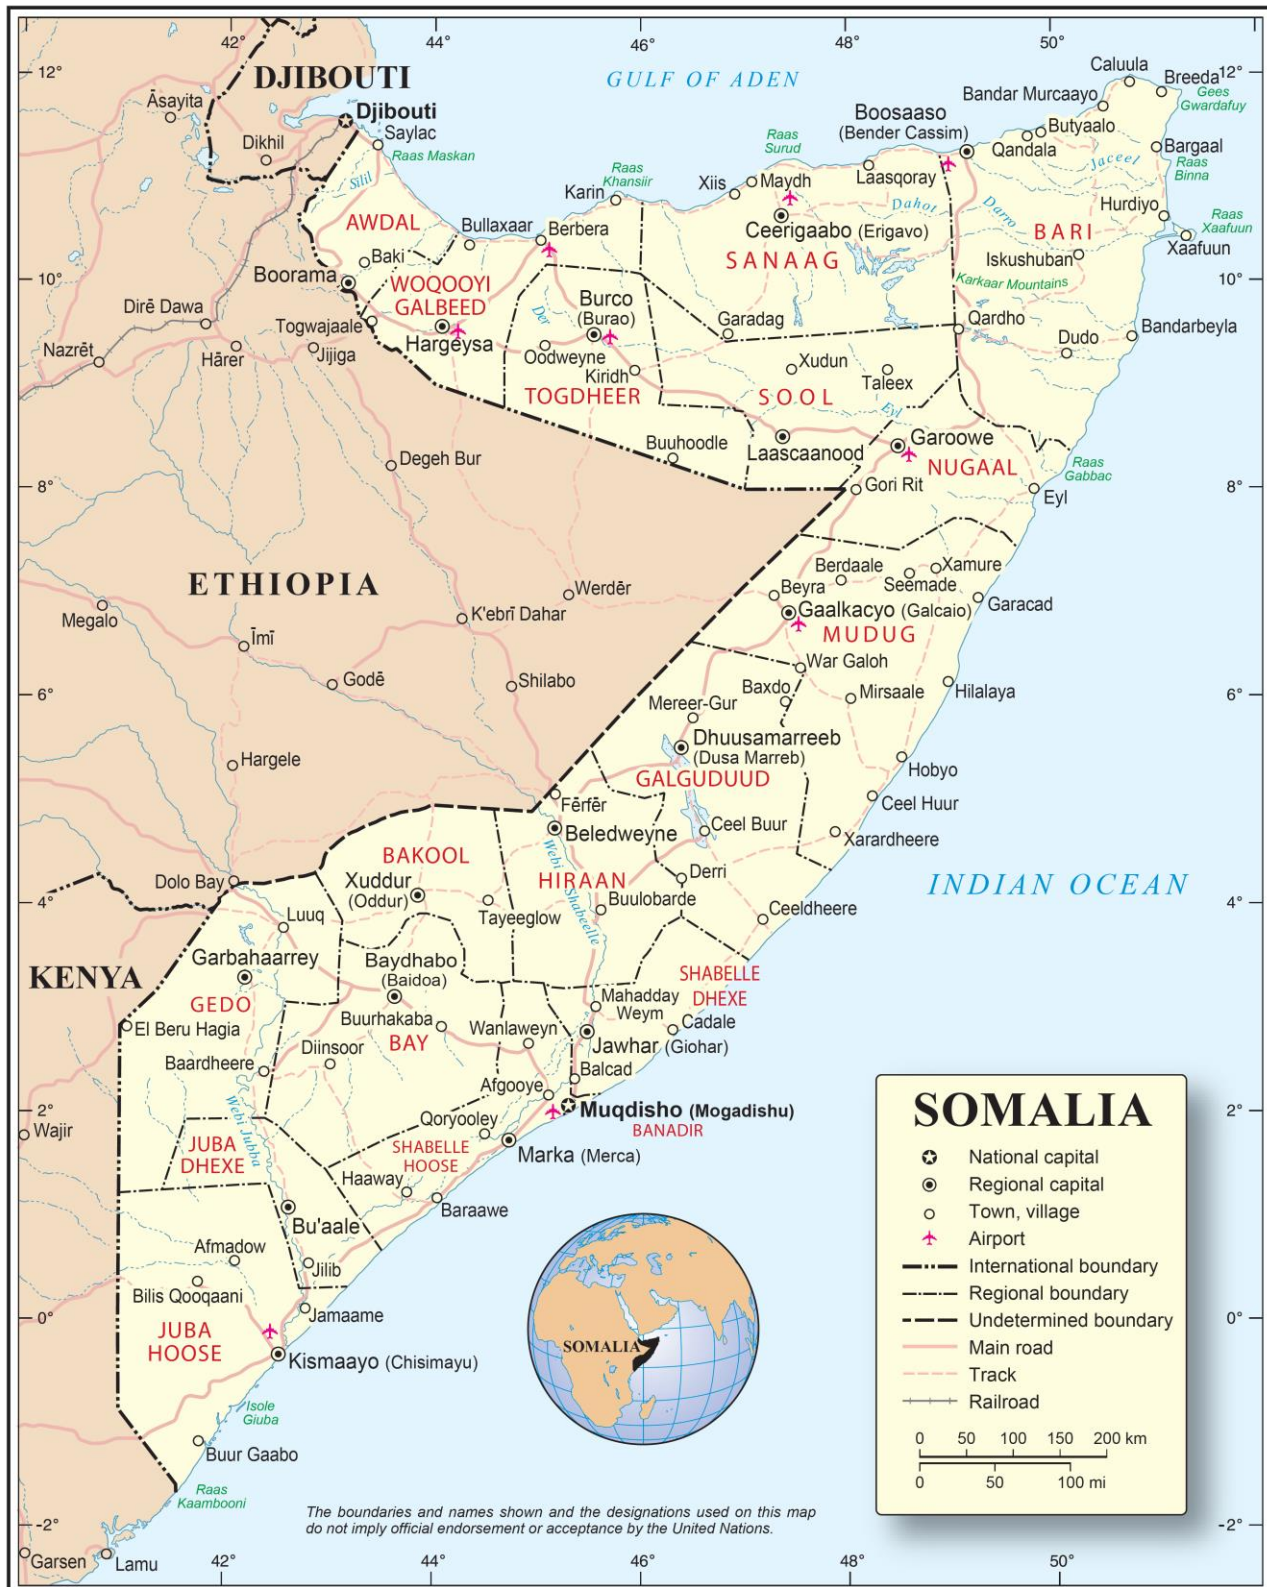 42°
44°
46°
48°
50°
12°
12°
10°
10°
8°
8°
6°
6°
4°
4°
2°
2°
0°
0°
-2°
-2°
42°
44°
46°
48°
50°
GULF OF ADEN
INDIAN OCEAN
DJIBOUTI
Djibouti
Āsayita
Dikhil
Saylac
Raas Maskan
Silil
AWDAL
Baki
Boorama
Bullaxaar
WOQOOYI
GALBEED
Togwajaale
Hargeysa
Karin
Raas
Khansiir
Berbera
Der
Burco
(Burao)
Oodweyne
Kiridh
TOGDHEER
Buuhoodle
Xiis
Maydh
Raas
Surud
Ceerigaabo (Erigavo)
SANAAG
Garadag
Laasqoray
Dahot
Boosaaso
(Bender Cassim)
Qandala
Butyaalo
Bandar Murcaayo
Caluula
Breeda
Gees
Gwardafuy
Bargaal
Jaceel
Raas
Binna
Darro
Hurdiyo
Raas
Xaafuun
Xaafuun
BARI
Iskushuban
Karkaar Mountains
Qardho
Dudo
Bandarbeyla
Xudun
Taleex
SOOL
Eyl
Laascaanood
Garoowe
NUGAAL
Raas
Gabbac
Gori Rit
Eyl
Dirē Dawa
Nazrēt
Hārer
Jijiga
Degeh Bur
ETHIOPIA
Megalo
Īmī
Godē
K'ebrī Dahar
Werdēr
Shilabo
Hargele
Dolo Bay
Berdaale
Xamure
Seemade
Beyra
Garacad
Gaalkacyo (Galcaio)
MUDUG
War Galoh
Baxdo
Mirsaale
Hilalaya
Mereer-Gur
Dhuusamarreeb
(Dusa Marreb)
GALGUDUUD
Hobyo
Ceel Huur
Ceel Buur
Xarardheere
Fērfēr
Beledweyne
Webi Shabeelle
HIRAAN
Derri
Buulobarde
Ceeldheere
BAKOOL
Xuddur
(Oddur)
Tayeeglow
Luuq
Garbahaarrey
GEDO
KENYA
El Beru Hagia
Baydhabo
(Baidoa)
Buurhakaba
BAY
Diinsoor
Baardheere
SHABELLE
DHEXE
Mahadday
Weym
Cadale
Wanlaweyn
Jawhar (Giohar)
Balcad
Afgooye
Muqdisho (Mogadishu)
BANADIR
Qoryooley
SHABELLE
HOOSE
Marka (Merca)
Haaway
Baraawe
Wajir
JUBA
DHEXE
Webi Jubba
Bu'aale
Afmadow
Jilib
Bilis Qooqaani
Jamaame
JUBA
HOOSE
Kismaayo (Chisimayu)
Isole
Giuba
Buur Gaabo
Raas
Kaambooni
Garsen
Lamu
SOMALIA
SOMALIA
National capital
Regional capital
Town, village
Airport
International boundary
Regional boundary
Undetermined boundary
Main road
Track
Railroad
0 50 100 150 200 km
0 50 100 mi
The boundaries and names shown and the designations used on this map
do not imply official endorsement or acceptance by the United Nations.